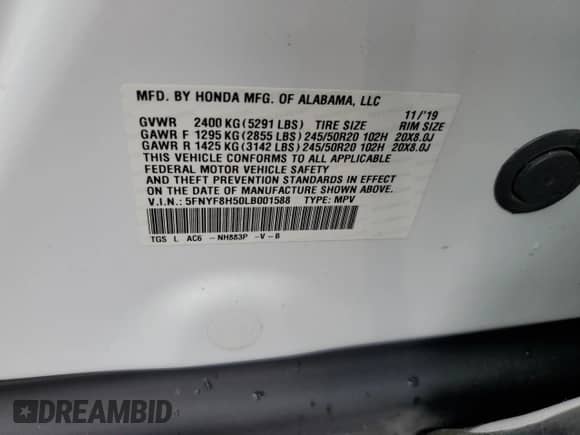 MFD. BY HONDA MFG. OF ALABAMA, LLC 11/'19
GVWR 2400 KG (5291 LBS) TIRE SIZE RIM SIZE
GAWR F 1295 KG (2855 LBS) 245/50R20 102H 20X8.0J
GAWR R 1425 KG (3142 LBS) 245/50R20 102H 20X8.0J
THIS VEHICLE CONFORMS TO ALL APPLICABLE
FEDERAL MOTOR VEHICLE SAFETY
AND THEFT PREVENTION STANDARDS IN EFFECT
ON THE DATE OF MANUFACTURE SHOWN ABOVE.
V.I.N.: 5FNYF8H50LB001588 TYPE: MPV
TGS L AC6 -NH883P -V-B
DREAMBID